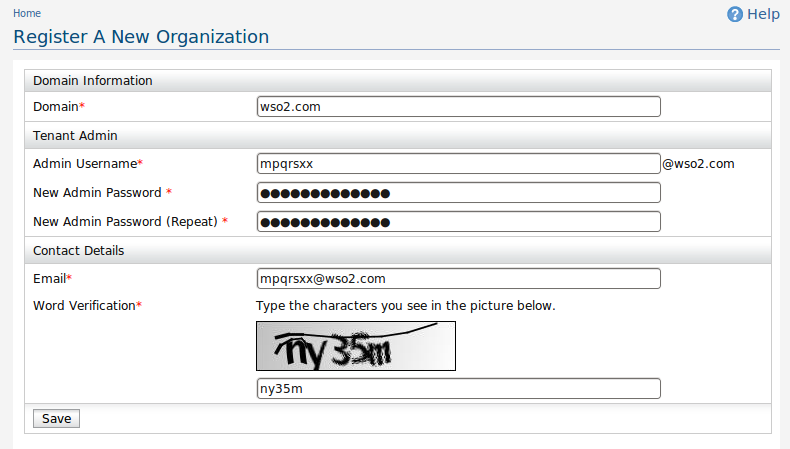 Home
Help
Register A New Organization
Domain Information
Domain* wso2.com
Tenant Admin
Admin Username* mpqrsxx @wso2.com
New Admin Password * ●●●●●●●●●●●●●
New Admin Password (Repeat) * ●●●●●●●●●●●●●
Contact Details
Email* mpqrsxx@wso2.com
Word Verification* Type the characters you see in the picture below.
ny35m
ny35m
Save